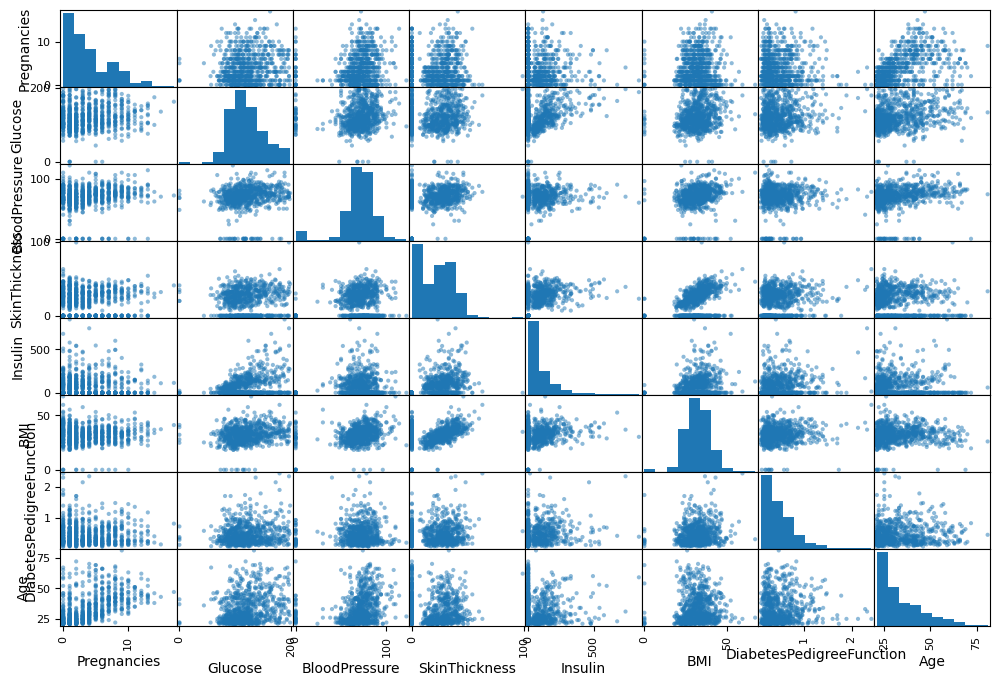 Pregnancies
10
0
Glucose
200
0
BloodPressure
100
0
SkinThickness
100
0
Insulin
500
0
BMI
50
0
DiabetesPedigreeFunction
2
1
Age
75
50
25
0 10 0 200 0 100 0 100 0 500 0 50 1 2 25 50 75
Pregnancies Glucose BloodPressure SkinThickness Insulin BMI DiabetesPedigreeFunction Age